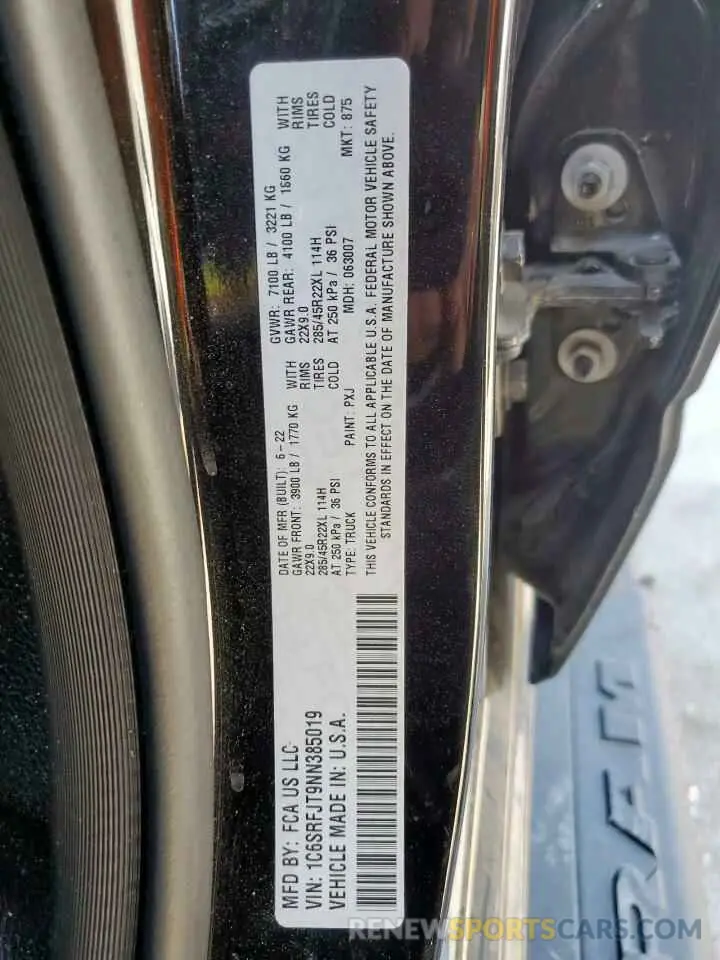 MFD BY: FCA US LLC
DATE OF MFR (BUILT): 6-22
GVWR: 7100 LB / 3221 KG
VIN: 1C6SRFJT9NN385019
GAWR FRONT: 3900 LB / 1770 KG WITH
GAWR REAR: 4100 LB / 1860 KG WITH
22X9.0 RIMS
22X9.0 RIMS
VEHICLE MADE IN: U.S.A.
285/45R22XL 114H TIRES
285/45R22XL 114H TIRES
AT 250 kPa / 36 PSI COLD
AT 250 kPa / 36 PSI COLD
TYPE: TRUCK PAINT: PXJ MDH: 063007 MKT: 875
THIS VEHICLE CONFORMS TO ALL APPLICABLE U.S.A. FEDERAL MOTOR VEHICLE SAFETY
STANDARDS IN EFFECT ON THE DATE OF MANUFACTURE SHOWN ABOVE.
RAM
RENEWSALVAGEDCARS.COM